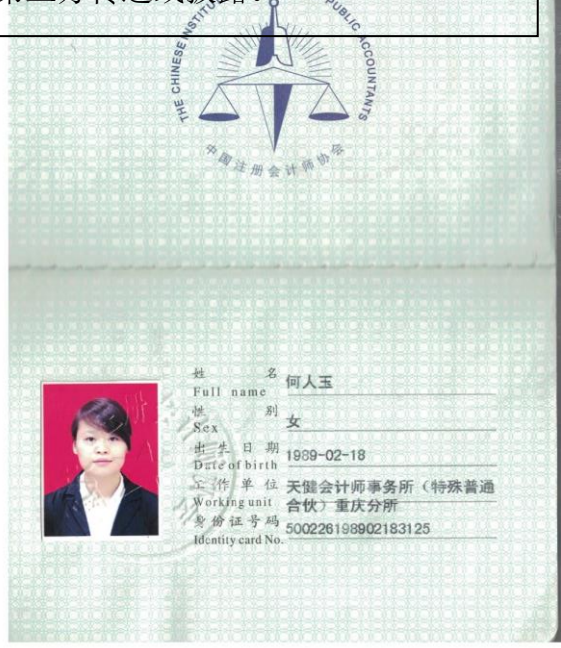 THE CHINESE INSTITUTE
PUBLIC ACCOUNTANTS
中国注册会计师协会
姓 名 何人玉
Full name
性 别 女
Sex
出生日期 1989-02-18
Date of birth
工作单位 天健会计师事务所（特殊普通
Working unit 合伙）重庆分所
身份证号码 500226198902183125
Identity card No.